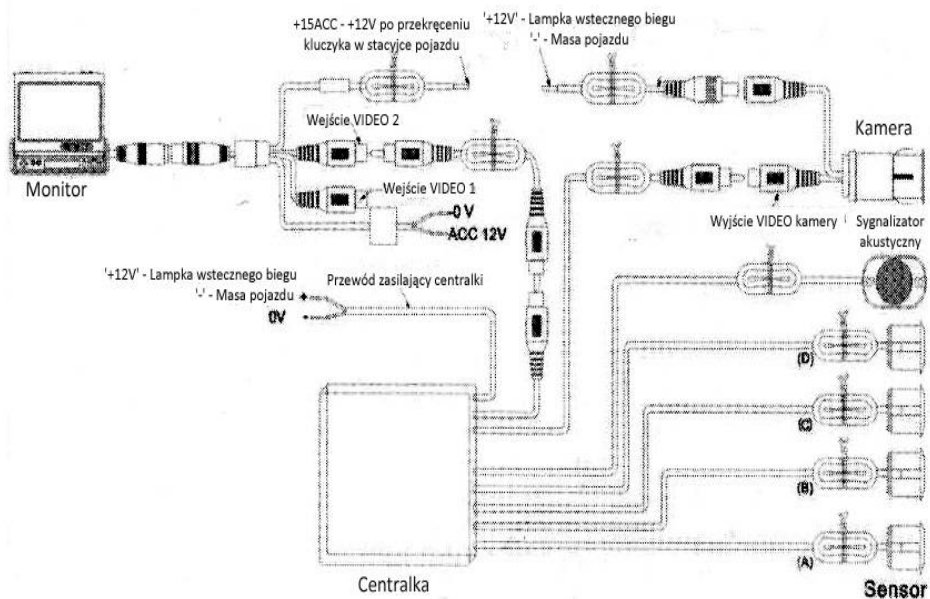 +15ACC - +12V po przekręceniu
kluczyka w stacyjce pojazdu
'+12V' - Lampka wstecznego biegu
'-' - Masa pojazdu
Wejście VIDEO 2
Kamera
Monitor
Wejście VIDEO 1
0 V
ACC 12V
Wyjście VIDEO kamery
Sygnalizator
akustyczny
'+12V' - Lampka wstecznego biegu
'-' - Masa pojazdu +
0V
Przewód zasilający centralki
(D)
(C)
(B)
(A)
Centralka
Sensor